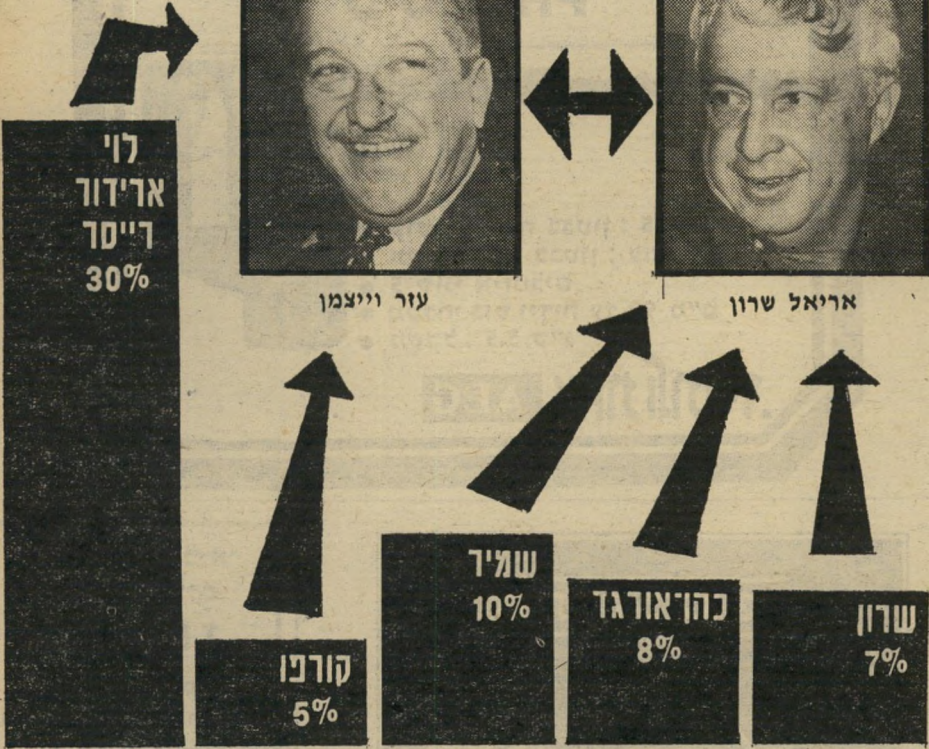 עזר וייצמן
אריאל שרון
לוי
ארידור
רייסר
30%
קורפו
5%
שמיר
10%
כהן־אורגד
8%
שרון
7%